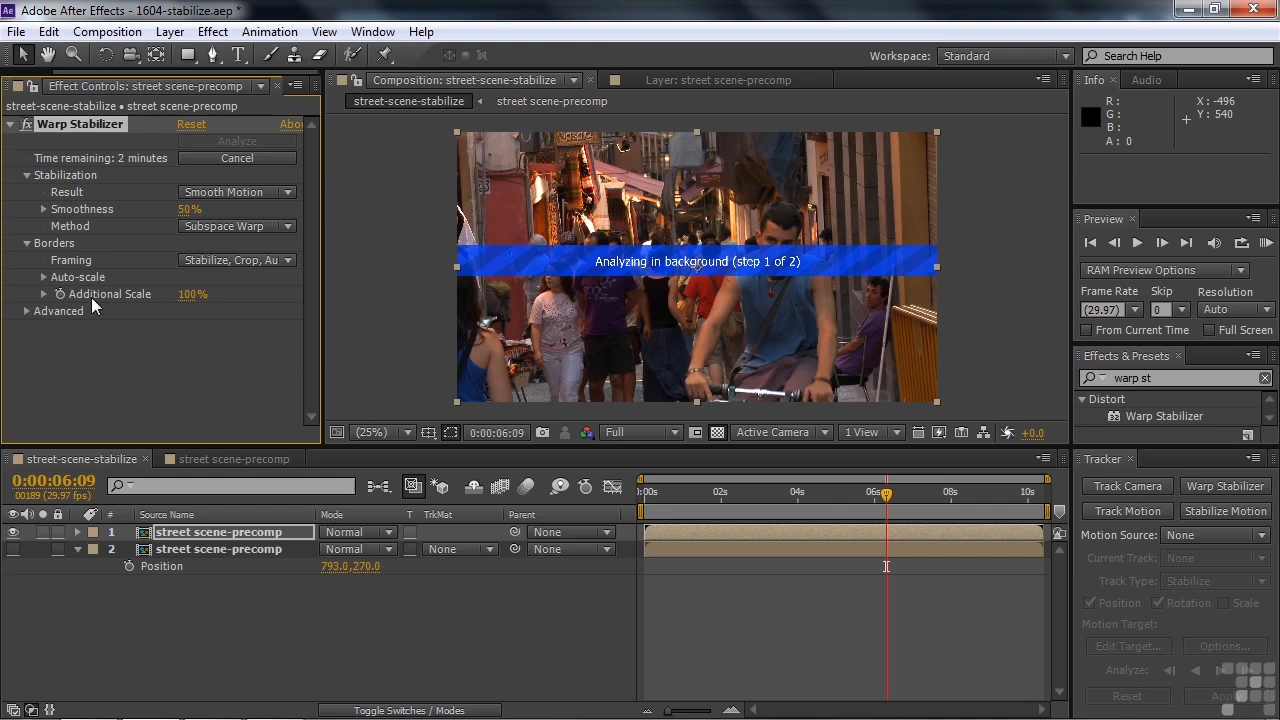 Ae Adobe After Effects - 1604-stabilize.aep *
File Edit Composition Layer Effect Animation View Window Help
T Workspace: Standard Search Help
Effect Controls: street scene-precomp
street-scene-stabilize • street scene-precomp
fx Warp Stabilizer Reset Abou
Analyze
Time remaining: 2 minutes Cancel
Stabilization
Result Smooth Motion
Smoothness 50%
Method Subspace Warp
Borders
Framing Stabilize, Crop, Au
Auto-scale
Additional Scale 100%
Advanced
Composition: street-scene-stabilize Layer: street scene-precomp
street-scene-stabilize street scene-precomp
Analyzing in background (step 1 of 2)
(25%) 0:00:06:09 Full Active Camera 1 View +0.0
Info Audio
R: X: -496
G: Y: 540
B:
A: 0
Preview
RAM Preview Options
Frame Rate Skip Resolution
(29.97) 0 Auto
From Current Time Full Screen
Effects & Presets
warp st
Distort
Warp Stabilizer
street-scene-stabilize street scene-precomp
0:00:06:09
00189 (29.97 fps)
:00s 02s 04s 06s 08s 10s
# Source Name Mode T TrkMat Parent
1 street scene-precomp Normal None
2 street scene-precomp Normal None None
Position 793.0,270.0
Toggle Switches / Modes
Tracker
Track Camera Warp Stabilizer
Track Motion Stabilize Motion
Motion Source: None
Current Track: None
Track Type: Stabilize
Position Rotation Scale
Motion Target:
Edit Target... Options...
Analyze:
Reset Apply